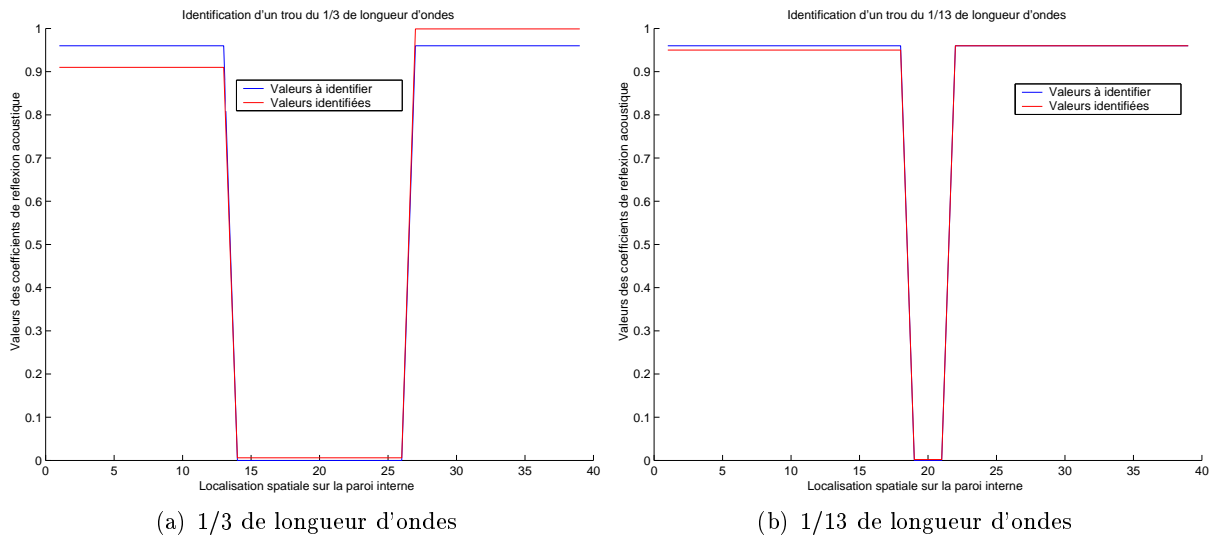 Identification d'un trou du 1/3 de longueur d'ondes
Valeurs des coefficients de reflexion acoustique
1
0.9
0.8
0.7
0.6
0.5
0.4
0.3
0.2
0.1
0
Valeurs à identifier
Valeurs identifiées
0 5 10 15 20 25 30 35 40
Localisation spatiale sur la paroi interne
(a) 1/3 de longueur d'ondes
Identification d'un trou du 1/13 de longueur d'ondes
Valeurs des coefficients de reflexion acoustique
1
0.9
0.8
0.7
0.6
0.5
0.4
0.3
0.2
0.1
0
Valeurs à identifier
Valeurs identifiées
0 5 10 15 20 25 30 35 40
Localisation spatiale sur la paroi interne
(b) 1/13 de longueur d'ondes